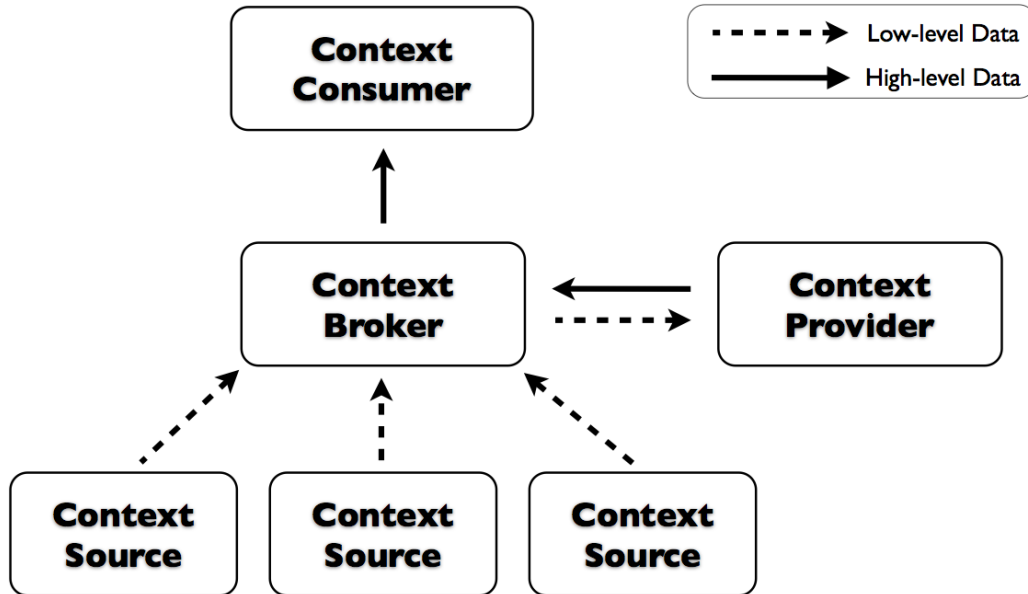 Context
Consumer
Low-level Data
High-level Data
Context
Broker
Context
Provider
Context
Source
Context
Source
Context
Source